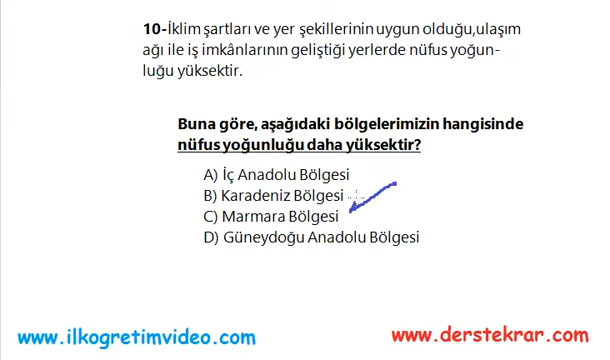 10-İklim şartları ve yer şekillerinin uygun olduğu,ulaşım
ağı ile iş imkânlarının geliştiği yerlerde nüfus yoğun-
luğu yüksektir.
Buna göre, aşağıdaki bölgelerimizin hangisinde
nüfus yoğunluğu daha yüksektir?
A) İç Anadolu Bölgesi
B) Karadeniz Bölgesi
C) Marmara Bölgesi
D) Güneydoğu Anadolu Bölgesi
www.ilkogretimvideo.com
www.derstekrar.com